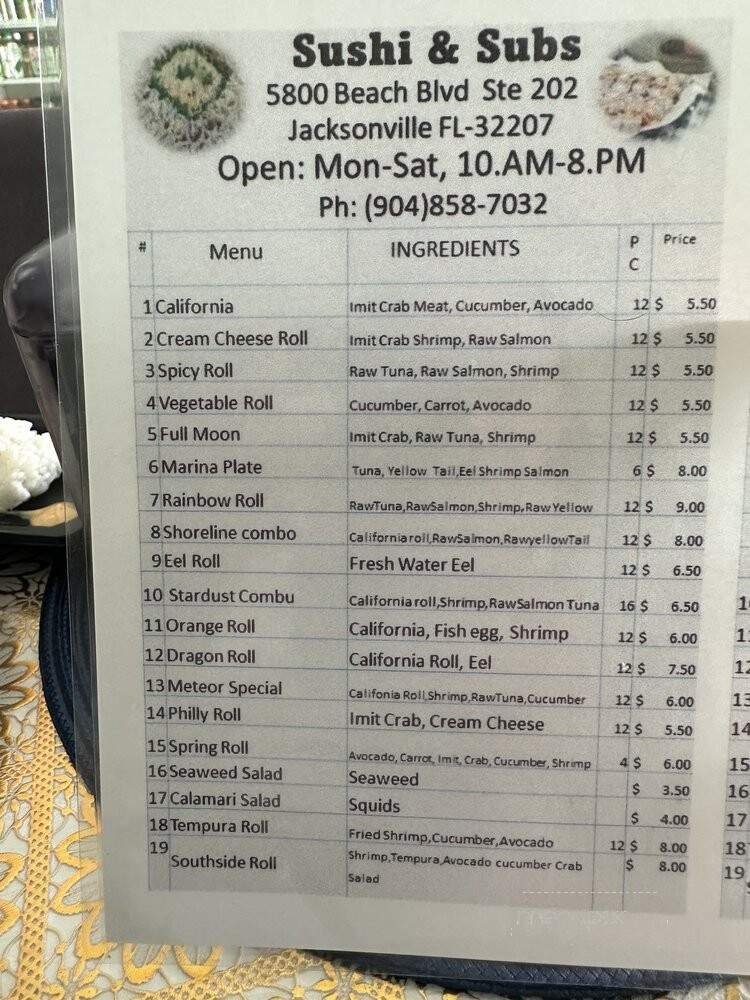 Sushi & Subs
5800 Beach Blvd Ste 202
Jacksonville FL-32207
Open: Mon-Sat, 10.AM-8.PM
Ph: (904)858-7032
# Menu INGREDIENTS P C Price
1 California Imit Crab Meat, Cucumber, Avocado 12 $ 5.50
2 Cream Cheese Roll Imit Crab Shrimp, Raw Salmon 12 $ 5.50
3 Spicy Roll Raw Tuna, Raw Salmon, Shrimp 12 $ 5.50
4 Vegetable Roll Cucumber, Carrot, Avocado 12 $ 5.50
5 Full Moon Imit Crab, Raw Tuna, Shrimp 12 $ 5.50
6 Marina Plate Tuna, Yellow Tail,Eel Shrimp Salmon 6 $ 8.00
7 Rainbow Roll RawTuna,RawSalmon,Shrimp,Raw Yellow 12 $ 9.00
8 Shoreline combo California roll,RawSalmon,RawyellowTail 12 $ 8.00
9 Eel Roll Fresh Water Eel 12 $ 6.50
10 Stardust Combu California roll,Shrimp,RawSalmon Tuna 16 $ 6.50
11 Orange Roll California, Fish egg, Shrimp 12 $ 6.00
12 Dragon Roll California Roll, Eel 12 $ 7.50
13 Meteor Special Califonia Roll,Shrimp,RawTuna,Cucumber 12 $ 6.00
14 Philly Roll Imit Crab, Cream Cheese 12 $ 5.50
15 Spring Roll Avocado, Carrot, Imit, Crab, Cucumber, Shrimp 4 $ 6.00
16 Seaweed Salad Seaweed $ 3.50
17 Calamari Salad Squids $ 4.00
18 Tempura Roll Fried Shrimp,Cucumber,Avocado 12 $ 8.00
19 Southside Roll Shrimp,Tempura,Avocado cucumber Crab $ 8.00
Salad
13
14
15
16
17
18
19